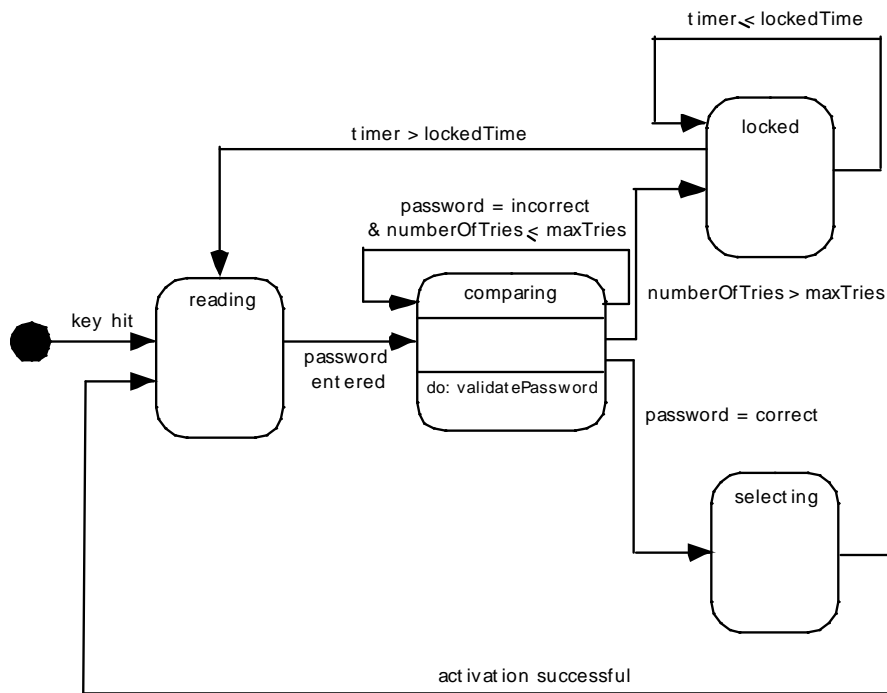 timer ⩽ lockedTime
locked
timer > lockedTime
password = incorrect
& numberOfTries ⩽ maxTries
reading
comparing
numberOfTries > maxTries
key hit
password
entered
do: validatePassword
password = correct
selecting
activation successful